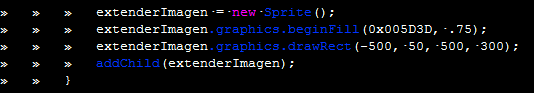 »   »   »   extenderImagen = new Sprite();
»   »   »   extenderImagen.graphics.beginFill(0x005D3D, .75);
»   »   »   extenderImagen.graphics.drawRect(-500, 50, 500, 300);
»   »   »   addChild(extenderImagen);
»   »   }